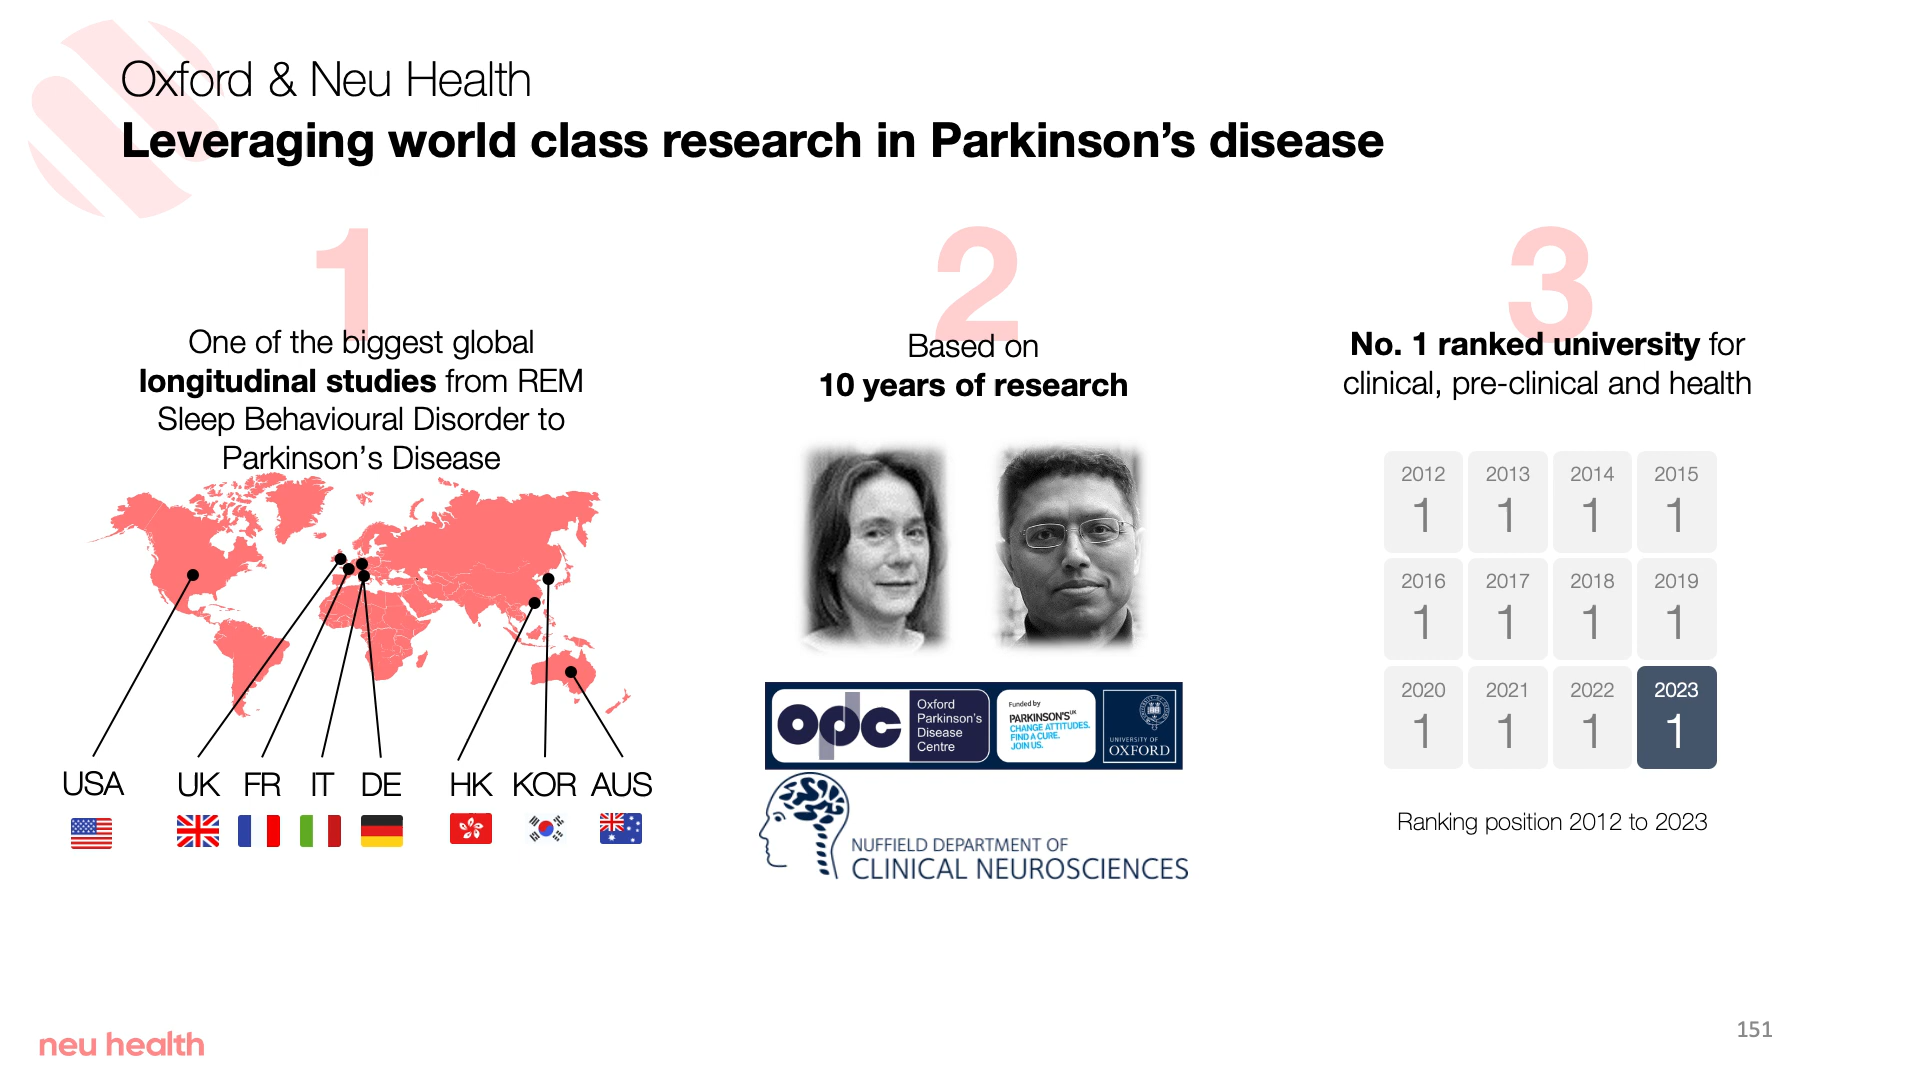 Oxford & Neu Health
Leveraging world class research in Parkinson’s disease
1
One of the biggest global
longitudinal studies from REM
Sleep Behavioural Disorder to
Parkinson’s Disease
USA UK FR IT DE HK KOR AUS
2
Based on
10 years of research
opdc
Oxford
Parkinson's
Disease
Centre
Funded by
PARKINSON'S UK
CHANGE ATTITUDES.
FIND A CURE.
JOIN US.
UNIVERSITY OF
OXFORD
NUFFIELD DEPARTMENT OF
CLINICAL NEUROSCIENCES
3
No. 1 ranked university for
clinical, pre-clinical and health
2012 2013 2014 2015
1 1 1 1
2016 2017 2018 2019
1 1 1 1
2020 2021 2022 2023
1 1 1 1
Ranking position 2012 to 2023
neu health
151